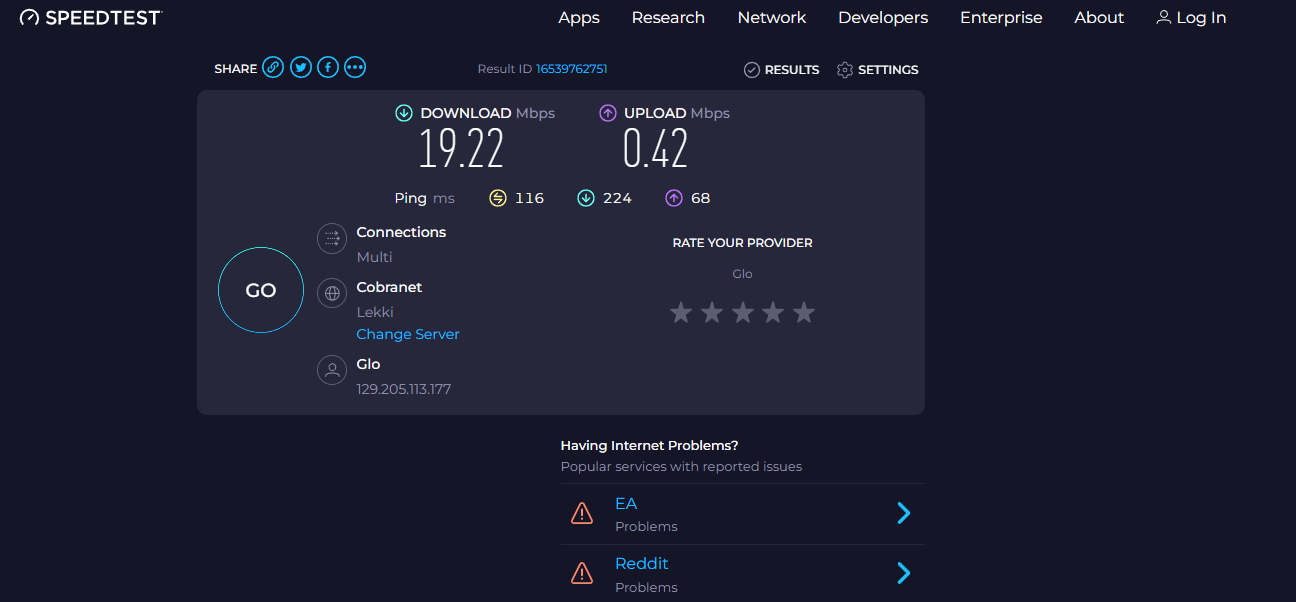 SPEEDTEST
Apps Research Network Developers Enterprise About Log In
SHARE
Result ID 16539762751
RESULTS SETTINGS
DOWNLOAD Mbps
19.22
UPLOAD Mbps
0.42
Ping ms 116 224 68
GO
Connections
Multi
Cobranet
Lekki
Change Server
Glo
129.205.113.177
RATE YOUR PROVIDER
Glo
Having Internet Problems?
Popular services with reported issues
EA
Problems
Reddit
Problems